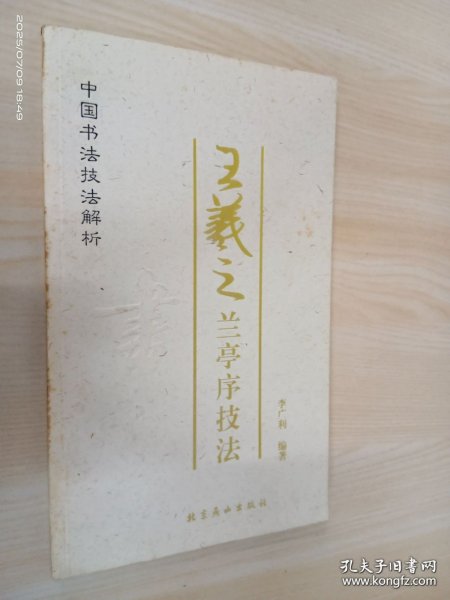 2025/07/09 18:49
中国书法技法解析
王羲之
兰亭序技法
李广利 编著
北京燕山出版社
孔夫子旧书网
www.kongfz.com